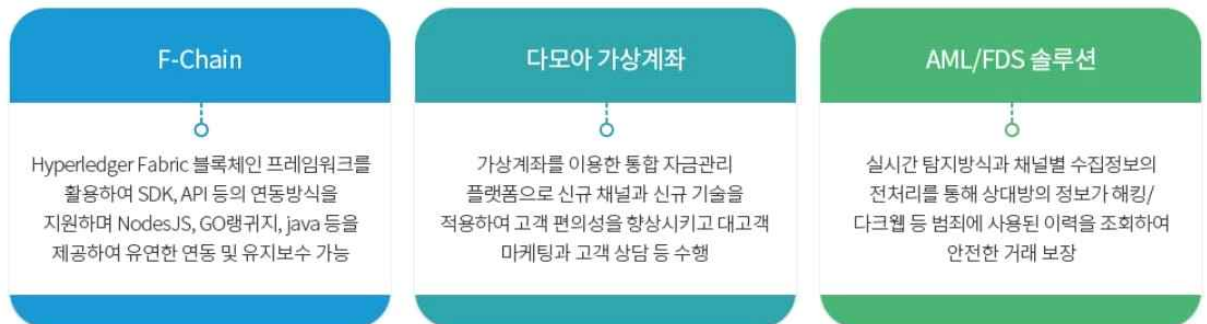 F-Chain
Hyperledger Fabric 블록체인 프레임워크를
활용하여 SDK, API 등의 연동방식을
지원하며 NodesJS, GO랭귀지, java 등을
제공하여 유연한 연동 및 유지보수 가능
다모아 가상계좌
가상계좌를 이용한 통합 자금관리
플랫폼으로 신규 채널과 신규 기술을
적용하여 고객 편의성을 향상시키고 대고객
마케팅과 고객 상담 등 수행
AML/FDS 솔루션
실시간 탐지방식과 채널별 수집정보의
전처리를 통해 상대방의 정보가 해킹/
다크웹 등 범죄에 사용된 이력을 조회하여
안전한 거래 보장